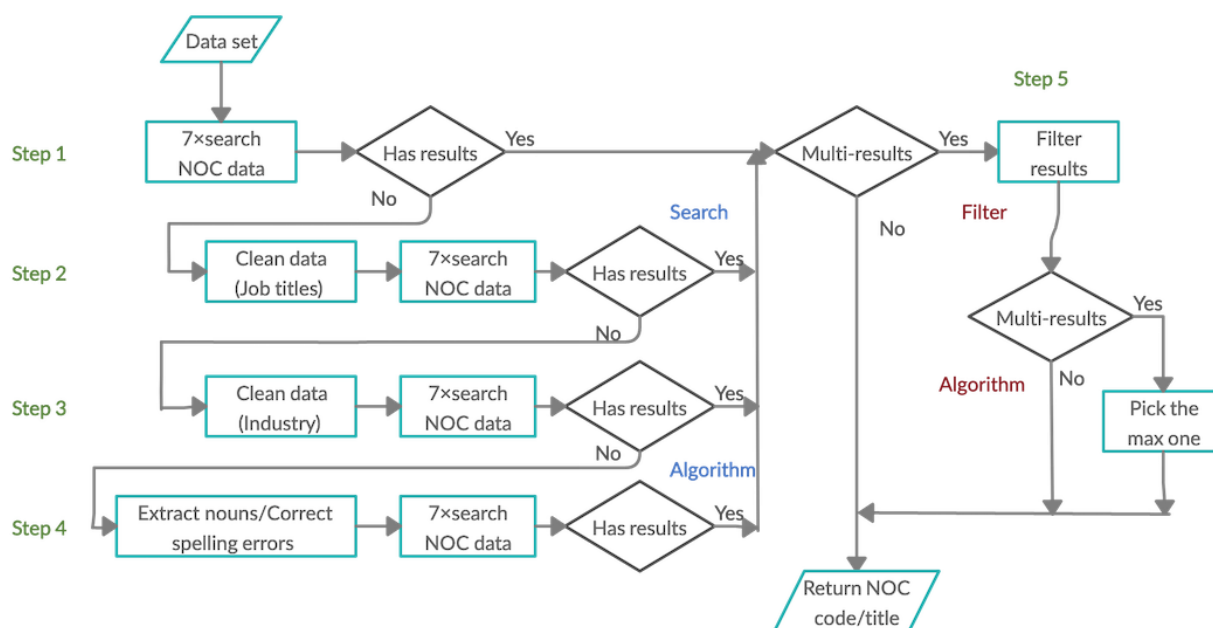 Data set
Step 5
Step 1
7×search
NOC data
Has results
Yes
No
Multi-results
Yes
No
Filter
results
Search
Filter
Step 2
Clean data
(Job titles)
7×search
NOC data
Has results
Yes
No
Multi-results
Yes
No
Algorithm
Step 3
Clean data
(Industry)
7×search
NOC data
Has results
Yes
No
Pick the
max one
Algorithm
Step 4
Extract nouns/Correct
spelling errors
7×search
NOC data
Has results
Yes
Return NOC
code/title